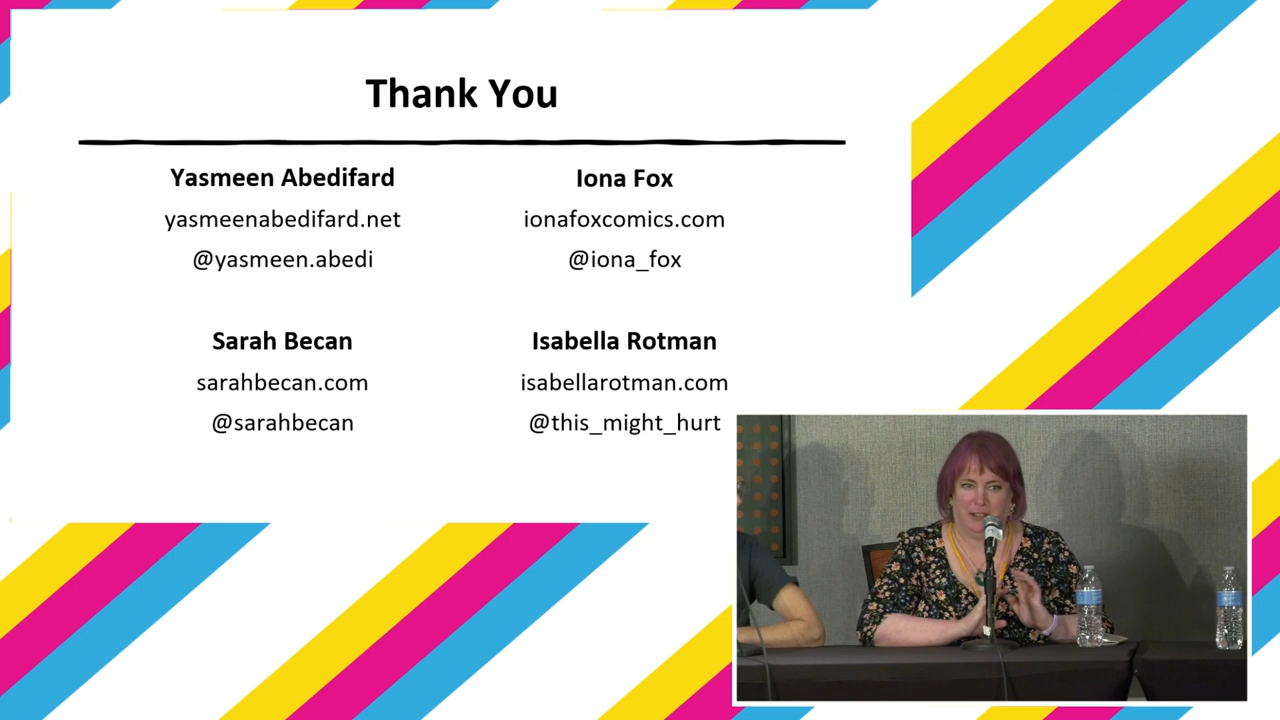 Thank You
Yasmeen Abedifard
yasmeenabedifard.net
@yasmeen.abedi
Iona Fox
ionafoxcomics.com
@iona_fox
Sarah Becan
sarahbecan.com
@sarahbecan
Isabella Rotman
isabellarotman.com
@this_might_hurt